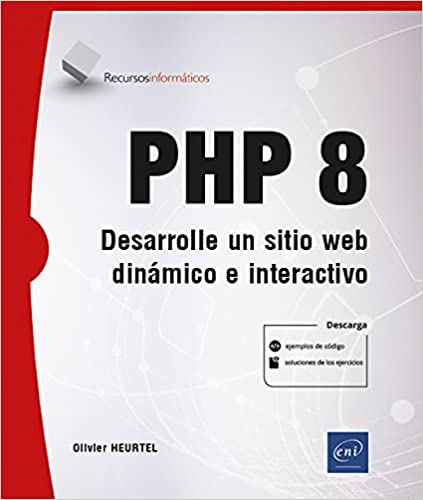 Recursosinformáticos
PHP 8
Desarrolle un sitio web
dinámico e interactivo
Descarga
</>
ejemplos de código
soluciones de los ejercicios
Olivier HEURTEL
eni